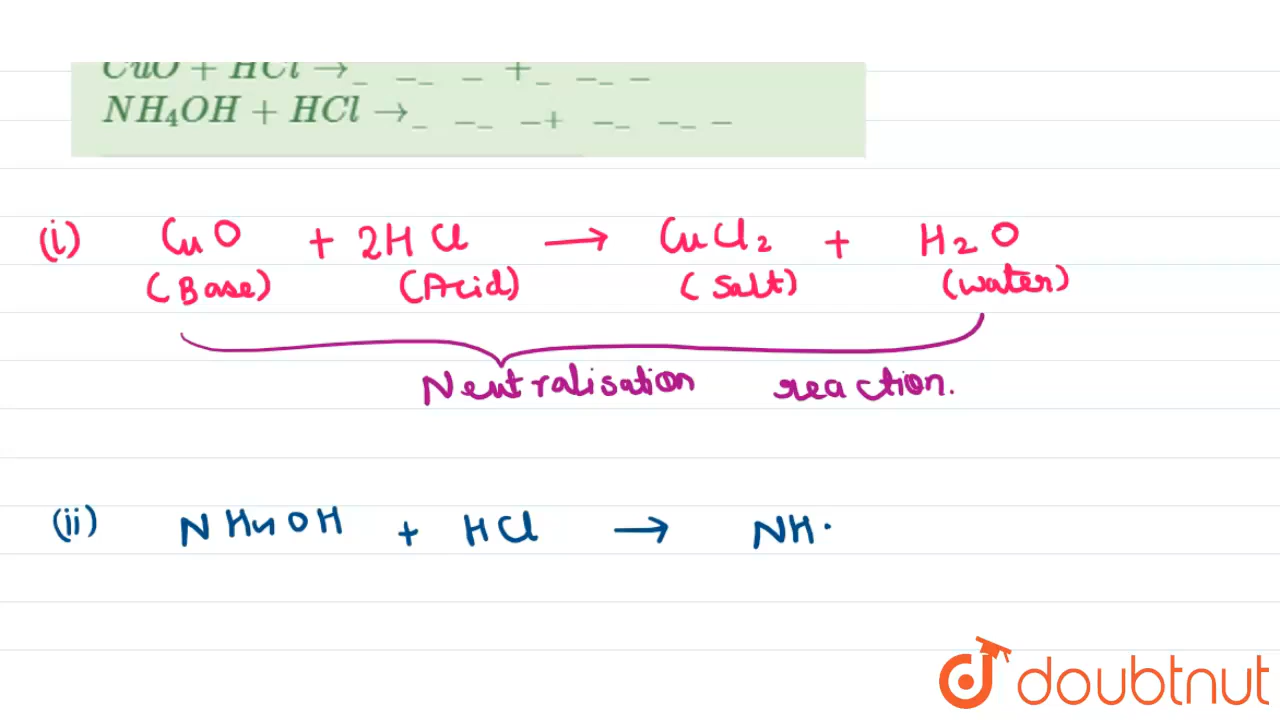 CuO + HCl → _ _ _ _ + _ _ _ _
NH₄OH + HCl → _ _ _ _ + _ _ _ _ _
(i) CuO + 2HCl → CuCl₂ + H₂O
(Base) (Acid) (Salt) (water)
Neutralisation reaction.
(ii) NH₄OH + HCl → NH
doubtnut